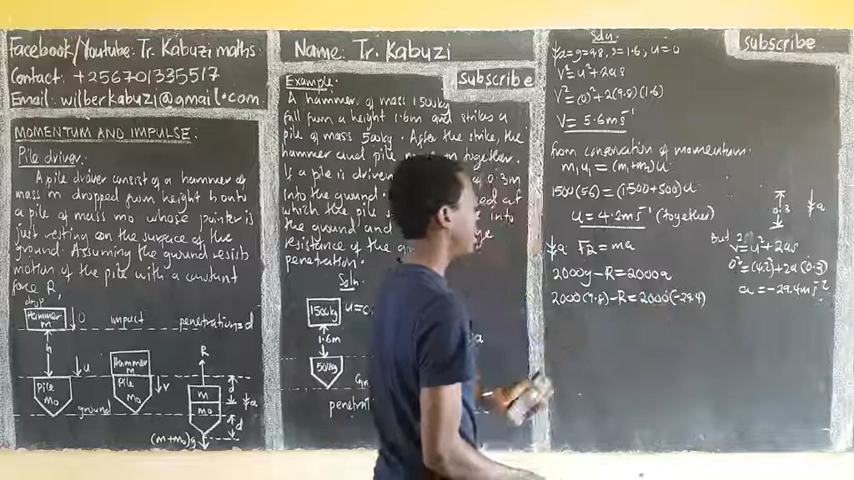 Facebook/Youtube: Tr. Kabuzi maths
Contact: +256701335517
Email: wilberkabuzi@gmail.com
MOMENTUM AND IMPULSE
Pile driver
A pile driver consist of a hammer of
mass m dropped from height h onto
a pile of mass mo whose pointer is
just resting on the surface of the
ground. Assuming the ground resists
motion of the pile with a constant
force R,
drop
Hammer
m
0
impact
penetration=d
h
u
Hammer
m
Pile
mo
Pile
mo
v
ground
R
m
mo
d
a
d
(m+mo)g
Name: Tr. Kabuzi
subscribe
Example
A hammer of mass 1500kg
fall from a height 1.6m and strikes a
pile of mass 500kg. After the strike, the
hammer and pile together.
If a pile is driven of 0.3m
into the ground at
which the pile into
the ground and
resistance of the
penetration.
Soln
1500kg
1.6m
500kg
subscribe
Soln
a=g=9.8, s=1.6, u=0
V²=u²+2as
V²=(0)²+2(9.8)(1.6)
V= 5.6ms⁻¹
from conservation of momentum
m₁u₁=(m₁+m₂)u
1500(5.6)=(1500+500)u
u=4.2ms⁻¹ (together)
0.3
a
a F=ma
2000g-R=2000a
2000(9.8)-R=2000(-29.4)
But v²=u²+2as
0²=(4.2)²+2a(0.3)
a=-29.4ms⁻²